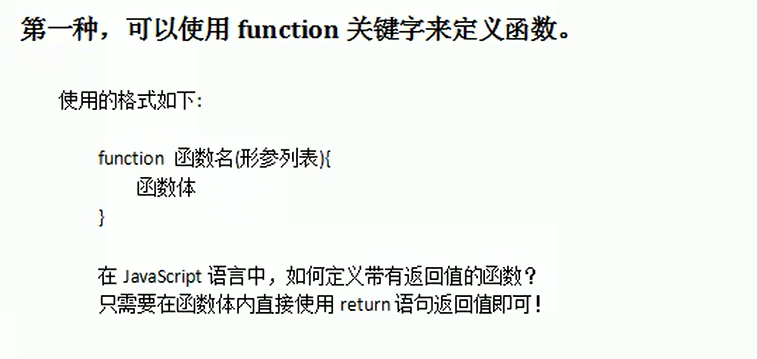 第一种，可以使用 function 关键字来定义函数。
使用的格式如下:
function 函数名(形参列表){
函数体
}
在 JavaScript 语言中，如何定义带有返回值的函数？
只需要在函数体内直接使用 return 语句返回值即可！